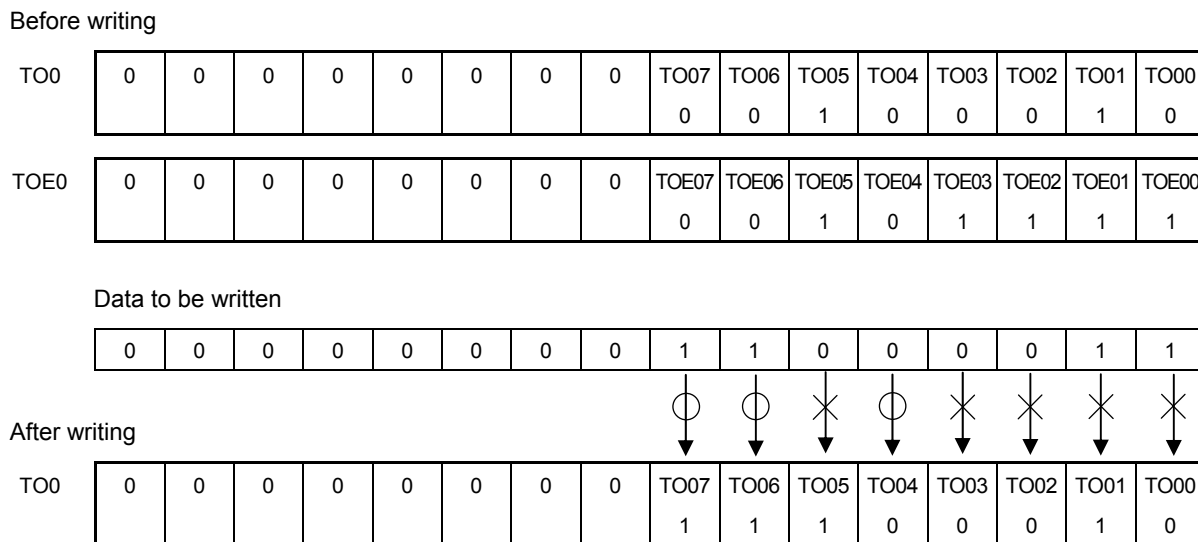 Before writing
TO0 0 0 0 0 0 0 0 0 TO07 TO06 TO05 TO04 TO03 TO02 TO01 TO00
0 0 1 0 0 0 1 0
TOE0 0 0 0 0 0 0 0 0 TOE07 TOE06 TOE05 TOE04 TOE03 TOE02 TOE01 TOE00
0 0 1 0 1 1 1 1
Data to be written
0 0 0 0 0 0 0 0 1 1 0 0 0 0 1 1
After writing
TO0 0 0 0 0 0 0 0 0 TO07 TO06 TO05 TO04 TO03 TO02 TO01 TO00
1 1 1 0 0 0 1 0